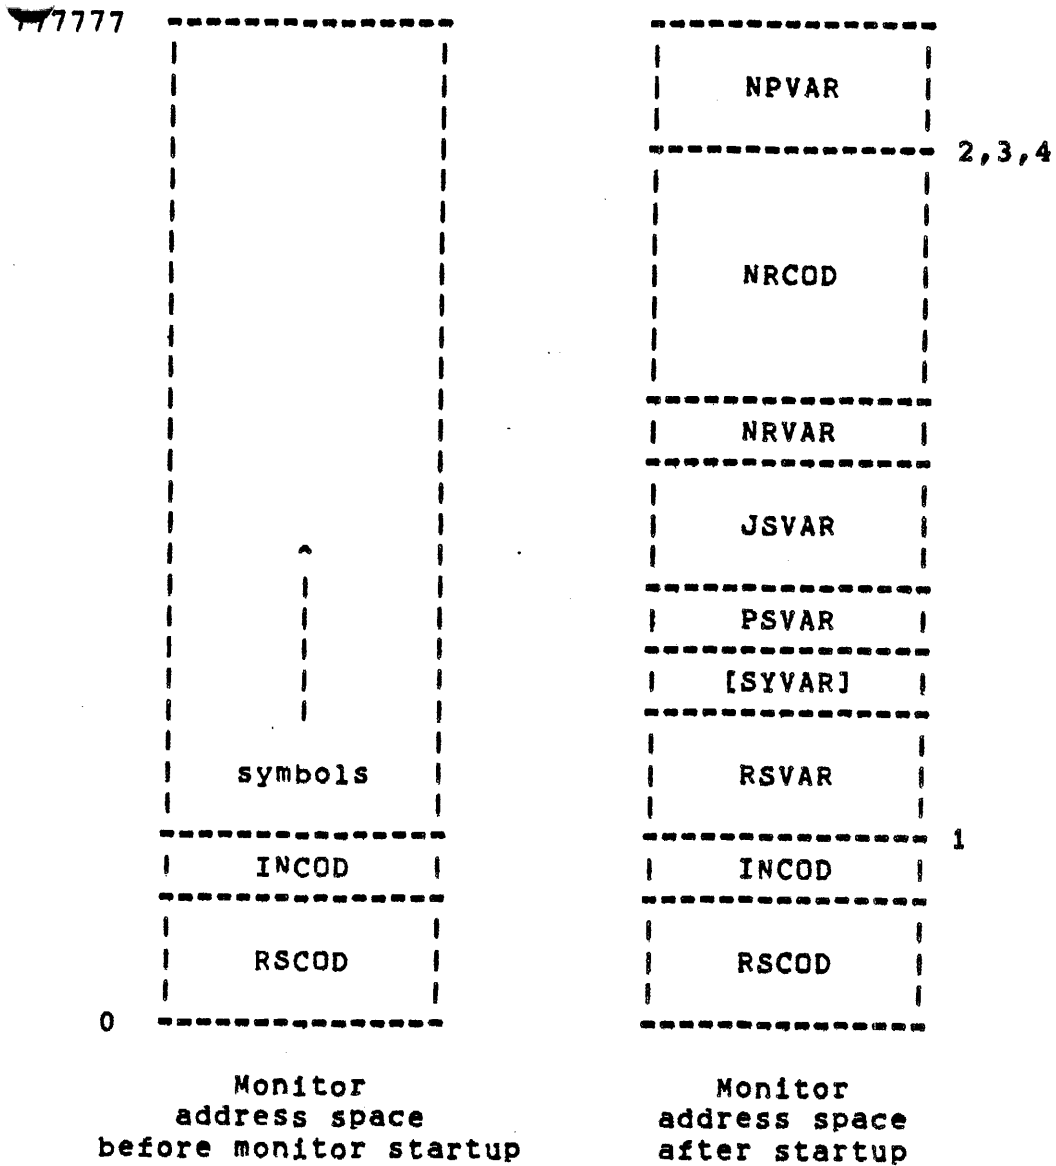 777777
NPVAR
2,3,4
NRCOD
NRVAR
JSVAR
PSVAR
[SYVAR]
symbols
RSVAR
1
INCOD
INCOD
RSCOD
RSCOD
0
Monitor
address space
before monitor startup
Monitor
address space
after startup